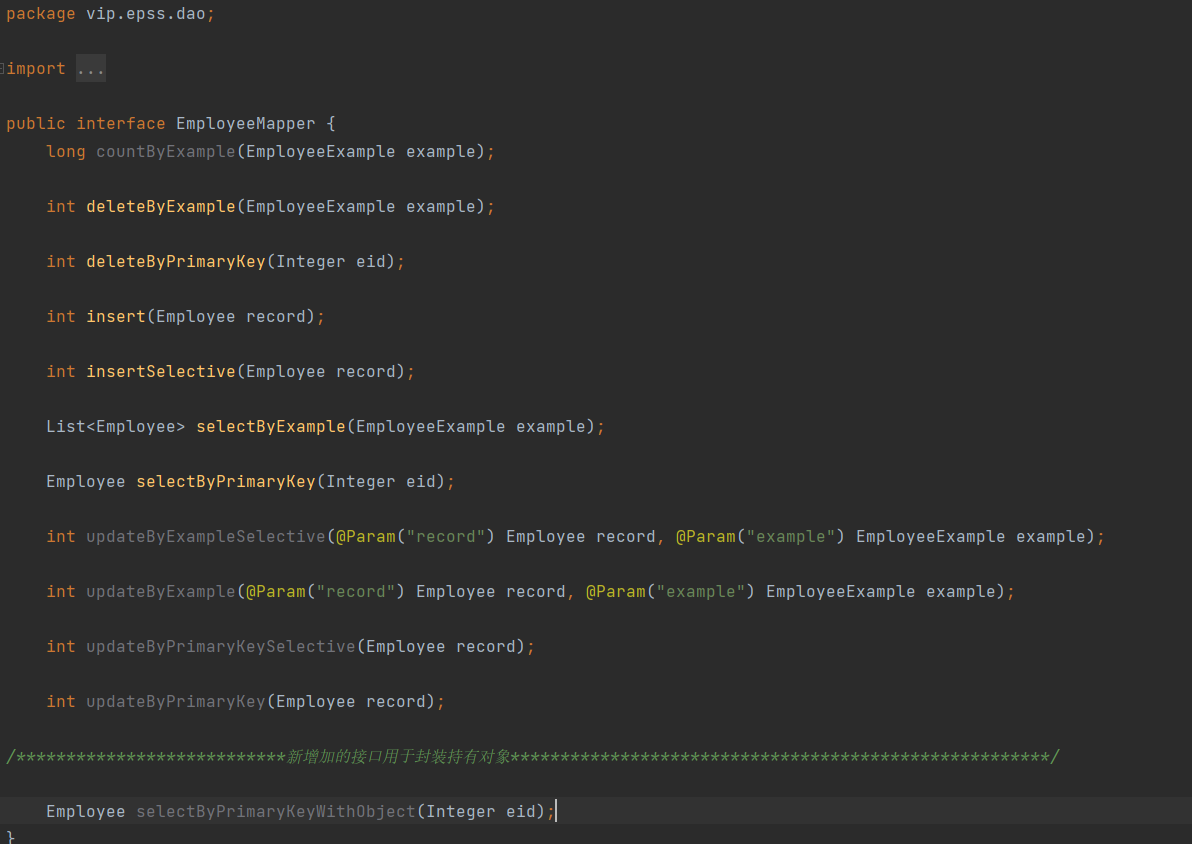 package vip.epss.dao;
import ...
public interface EmployeeMapper {
    long countByExample(EmployeeExample example);
    int deleteByExample(EmployeeExample example);
    int deleteByPrimaryKey(Integer eid);
    int insert(Employee record);
    int insertSelective(Employee record);
    List<Employee> selectByExample(EmployeeExample example);
    Employee selectByPrimaryKey(Integer eid);
    int updateByExampleSelective(@Param("record") Employee record, @Param("example") EmployeeExample example);
    int updateByExample(@Param("record") Employee record, @Param("example") EmployeeExample example);
    int updateByPrimaryKeySelective(Employee record);
    int updateByPrimaryKey(Employee record);
/***************************新增加的接口用于封装持有对象******************************************************/
    Employee selectByPrimaryKeyWithObject(Integer eid);
}